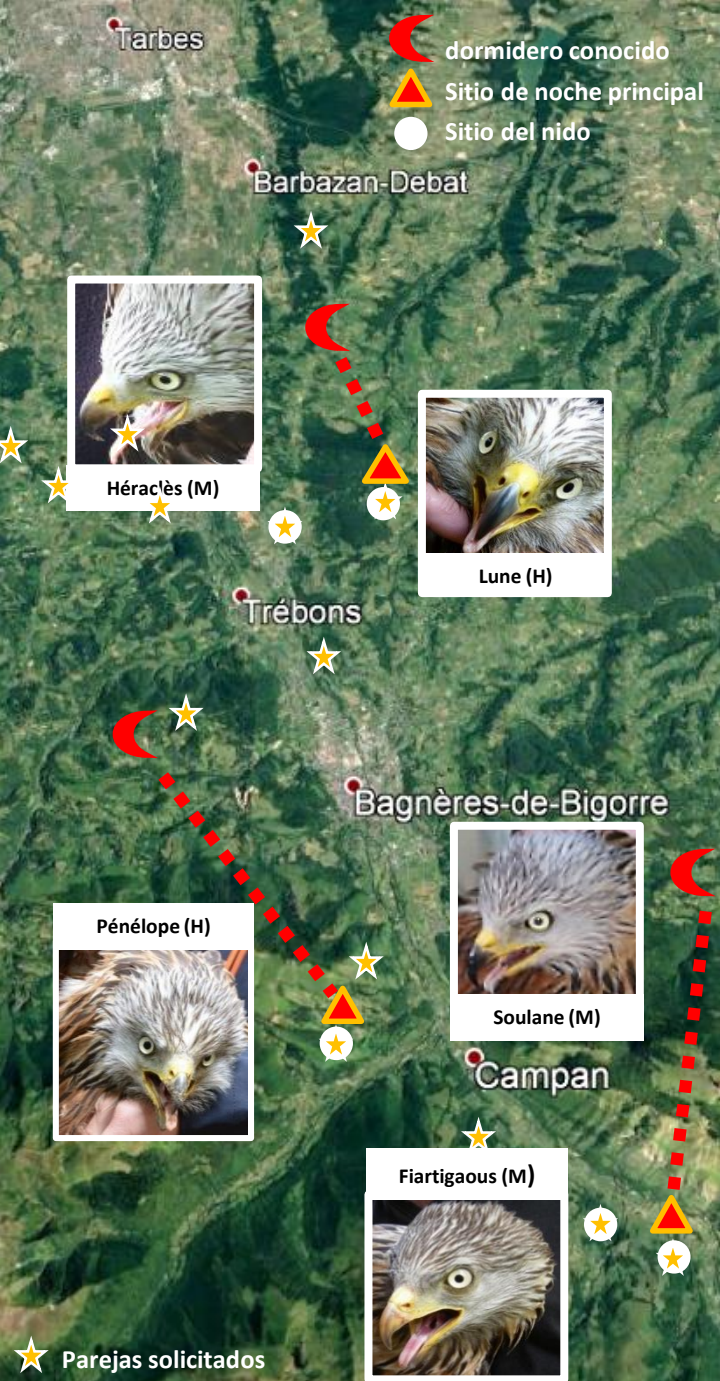 Tarbes
dormidero conocido
Sitio de noche principal
Sitio del nido
Barbazan-Debat
Héraclès (M)
Lune (H)
Trébons
Bagnères-de-Bigorre
Pénélope (H)
Soulane (M)
Campan
Fiartigaous (M)
Parejas solicitados